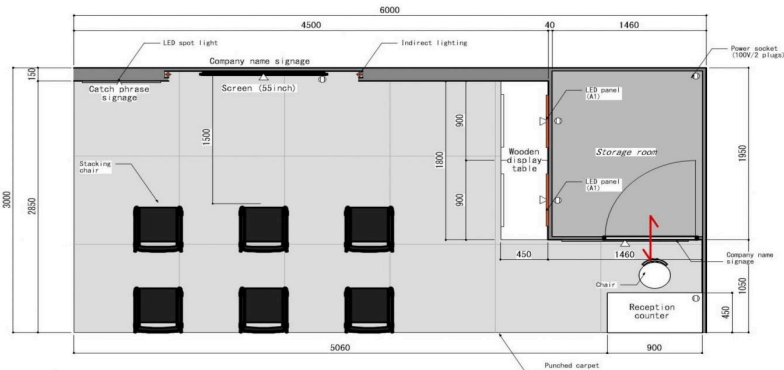 6000
4500
40
1460
LED spot light
Company name signage
Indirect lighting
Power socket
(100V/2 plugs)
150
Catch phrase
signage
Screen (55inch)
LED panel
(A1)
1500
900
1800
Wooden
display
table
Storage room
1950
Stacking
chair
3000
2850
LED panel
(A1)
900
450
1460
Company name
signage
Chair
1050
Reception
counter
450
5060
900
Punched carpet